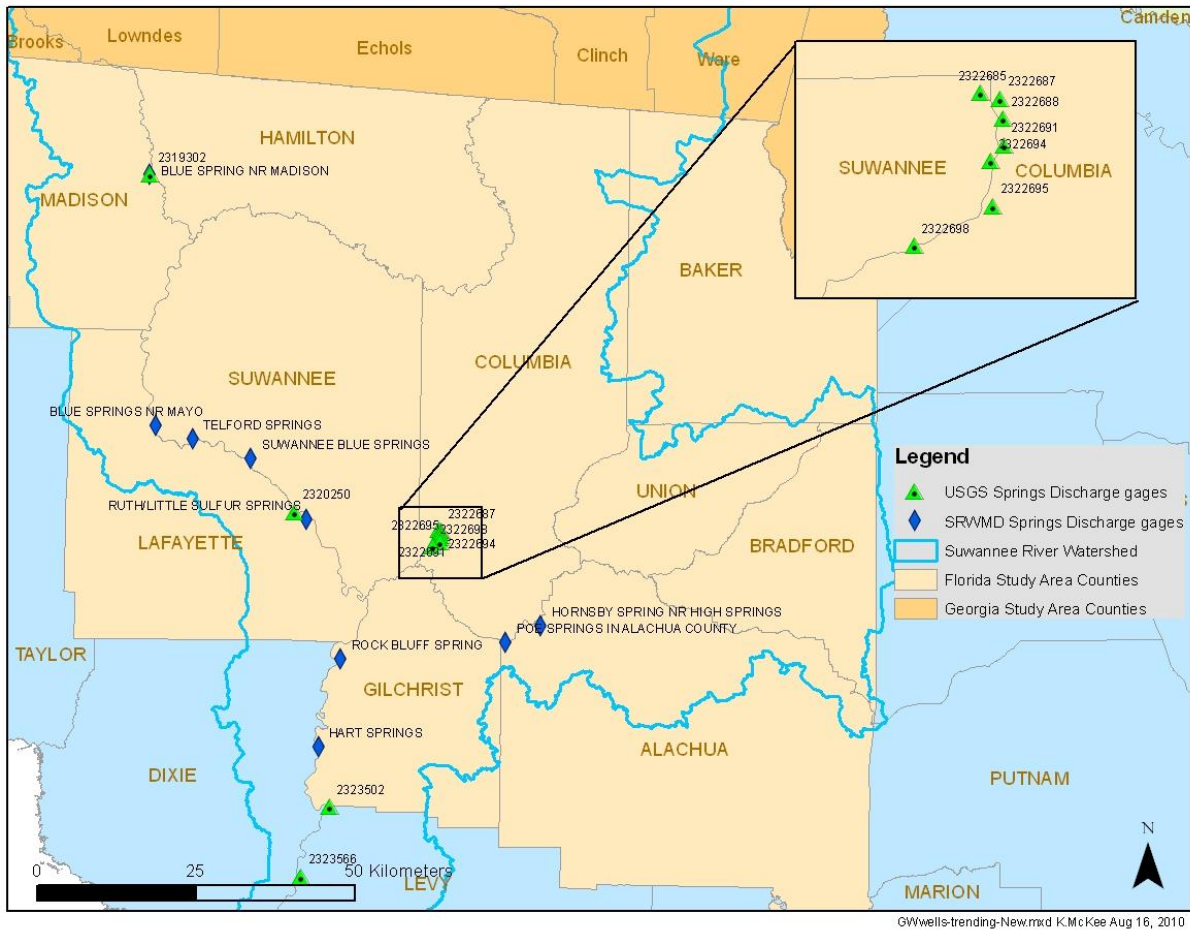 Camden
Brooks
Lowndes
Echols
Clinch
Ware
2322685
2322687
2322688
2322691
2322694
SUWANNEE
COLUMBIA
2322695
2322698
HAMILTON
2319302
BLUE SPRING NR MADISON
MADISON
BAKER
COLUMBIA
SUWANNEE
BLUE SPRINGS NR MAYO
TELFORD SPRINGS
SUWANNEE BLUE SPRINGS
Legend
USGS Springs Discharge gages
SRWMD Springs Discharge gages
Suwannee River Watershed
Florida Study Area Counties
Georgia Study Area Counties
UNION
RUTH/LITTLE SULFUR SPRINGS
2320250
2322687
2322695
2322698
2322694
2322691
LAFAYETTE
BRADFORD
HORNSBY SPRING NR HIGH SPRINGS
POE SPRINGS IN ALACHUA COUNTY
ROCK BLUFF SPRING
TAYLOR
GILCHRIST
HART SPRINGS
ALACHUA
DIXIE
PUTNAM
2323502
N
2323566
0
25
50 Kilometers
LEVY
MARION
GWwells-trending-New.mxd K.McKee Aug 16, 2010